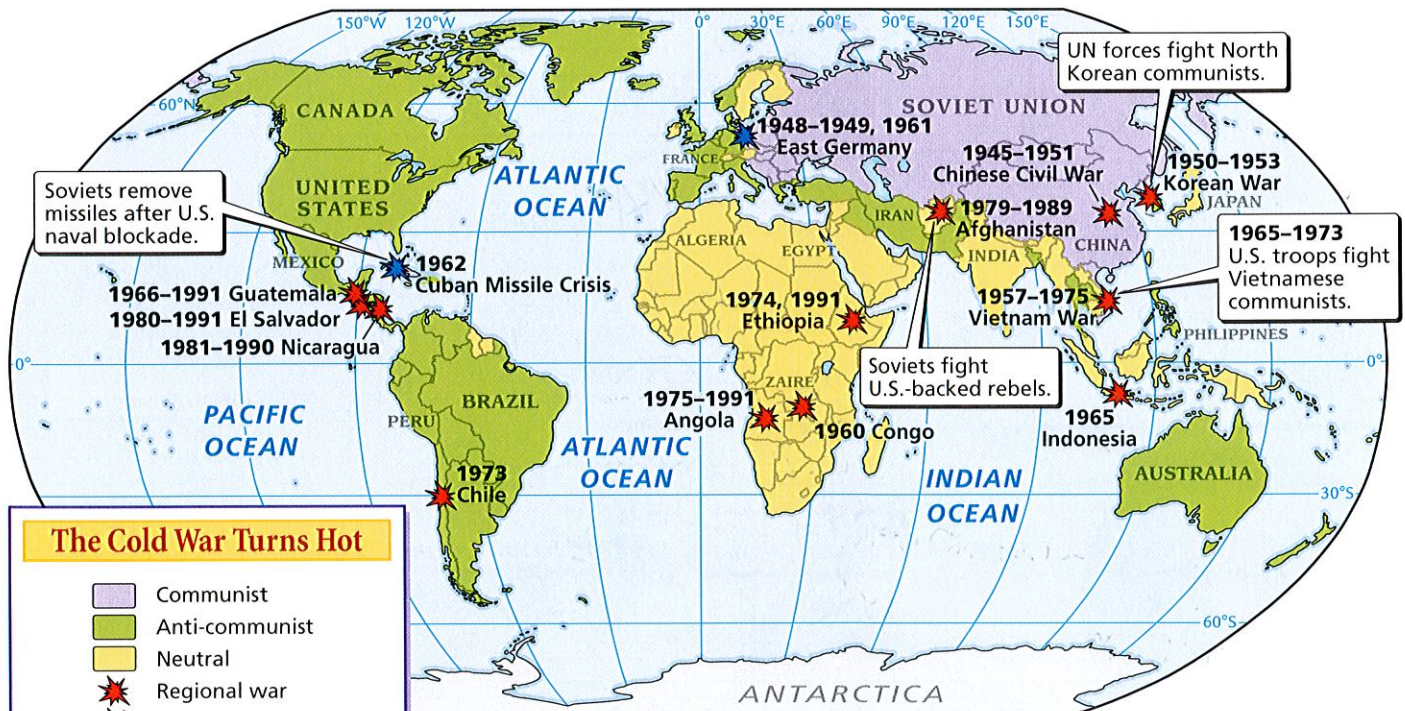 150°W
120°W
0°
30°E
60°E
90°E
120°E
150°E
UN forces fight North
Korean communists.
60°N
CANADA
SOVIET UNION
1948–1949, 1961
East Germany
FRANCE
1945–1951
Chinese Civil War
1950–1953
Korean War
JAPAN
Soviets remove
missiles after U.S.
naval blockade.
UNITED
STATES
ATLANTIC
OCEAN
IRAN
1979–1989
Afghanistan
CHINA
1965–1973
U.S. troops fight
Vietnamese
communists.
ALGERIA
EGYPT
INDIA
MEXICO
1962
Cuban Missile Crisis
1966–1991 Guatemala
1980–1991 El Salvador
1981–1990 Nicaragua
1974, 1991
Ethiopia
1957–1975
Vietnam War
PHILIPPINES
0°
0°
Soviets fight
U.S.-backed rebels.
ZAIRE
PACIFIC
OCEAN
PERU
BRAZIL
1975–1991
Angola
1960 Congo
1965
Indonesia
ATLANTIC
OCEAN
INDIAN
OCEAN
AUSTRALIA
1973
Chile
30°S
The Cold War Turns Hot
Communist
Anti-communist
Neutral
Regional war
60°S
ANTARCTICA